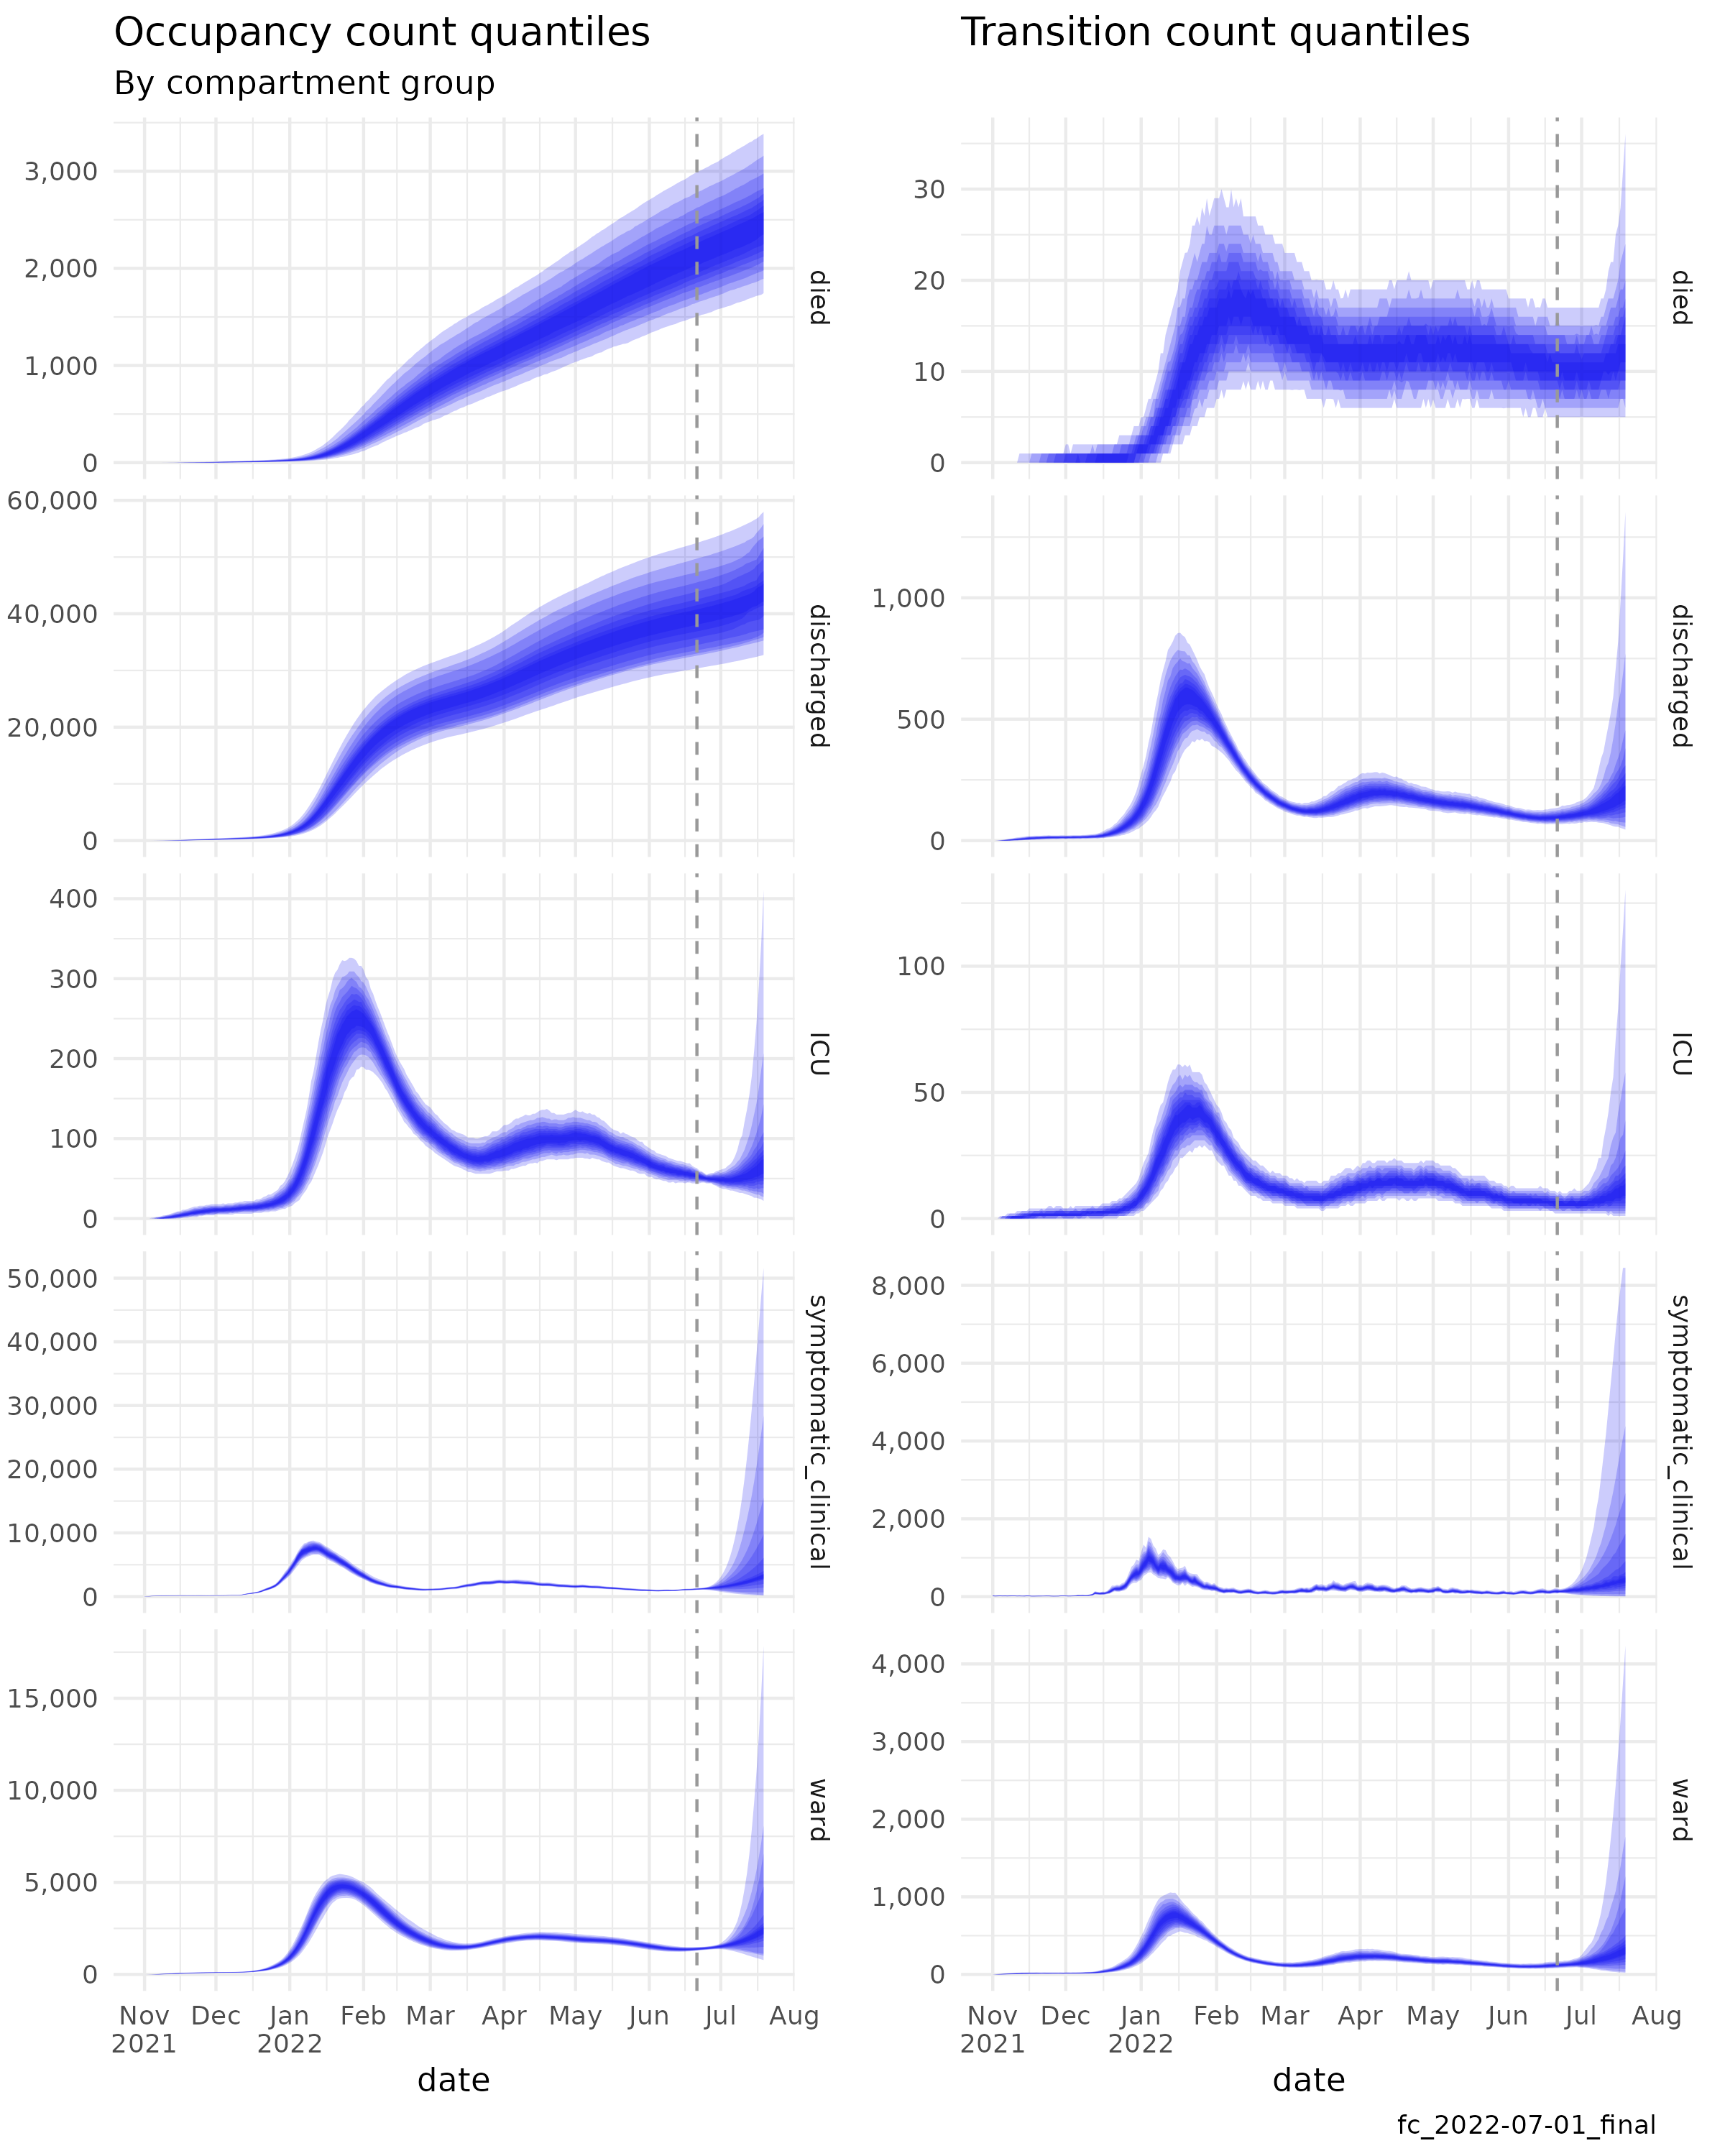 Occupancy count quantiles
By compartment group
3,000
2,000
1,000
0
died
60,000
40,000
20,000
0
discharged
400
300
200
100
0
ICU
50,000
40,000
30,000
20,000
10,000
0
symptomatic_clinical
15,000
10,000
5,000
0
ward
Nov Dec Jan Feb Mar Apr May Jun Jul Aug
2021 2022
date
Transition count quantiles
30
20
10
0
died
1,000
500
0
discharged
100
50
0
ICU
8,000
6,000
4,000
2,000
0
symptomatic_clinical
4,000
3,000
2,000
1,000
0
ward
Nov Dec Jan Feb Mar Apr May Jun Jul Aug
2021 2022
date
fc_2022-07-01_final